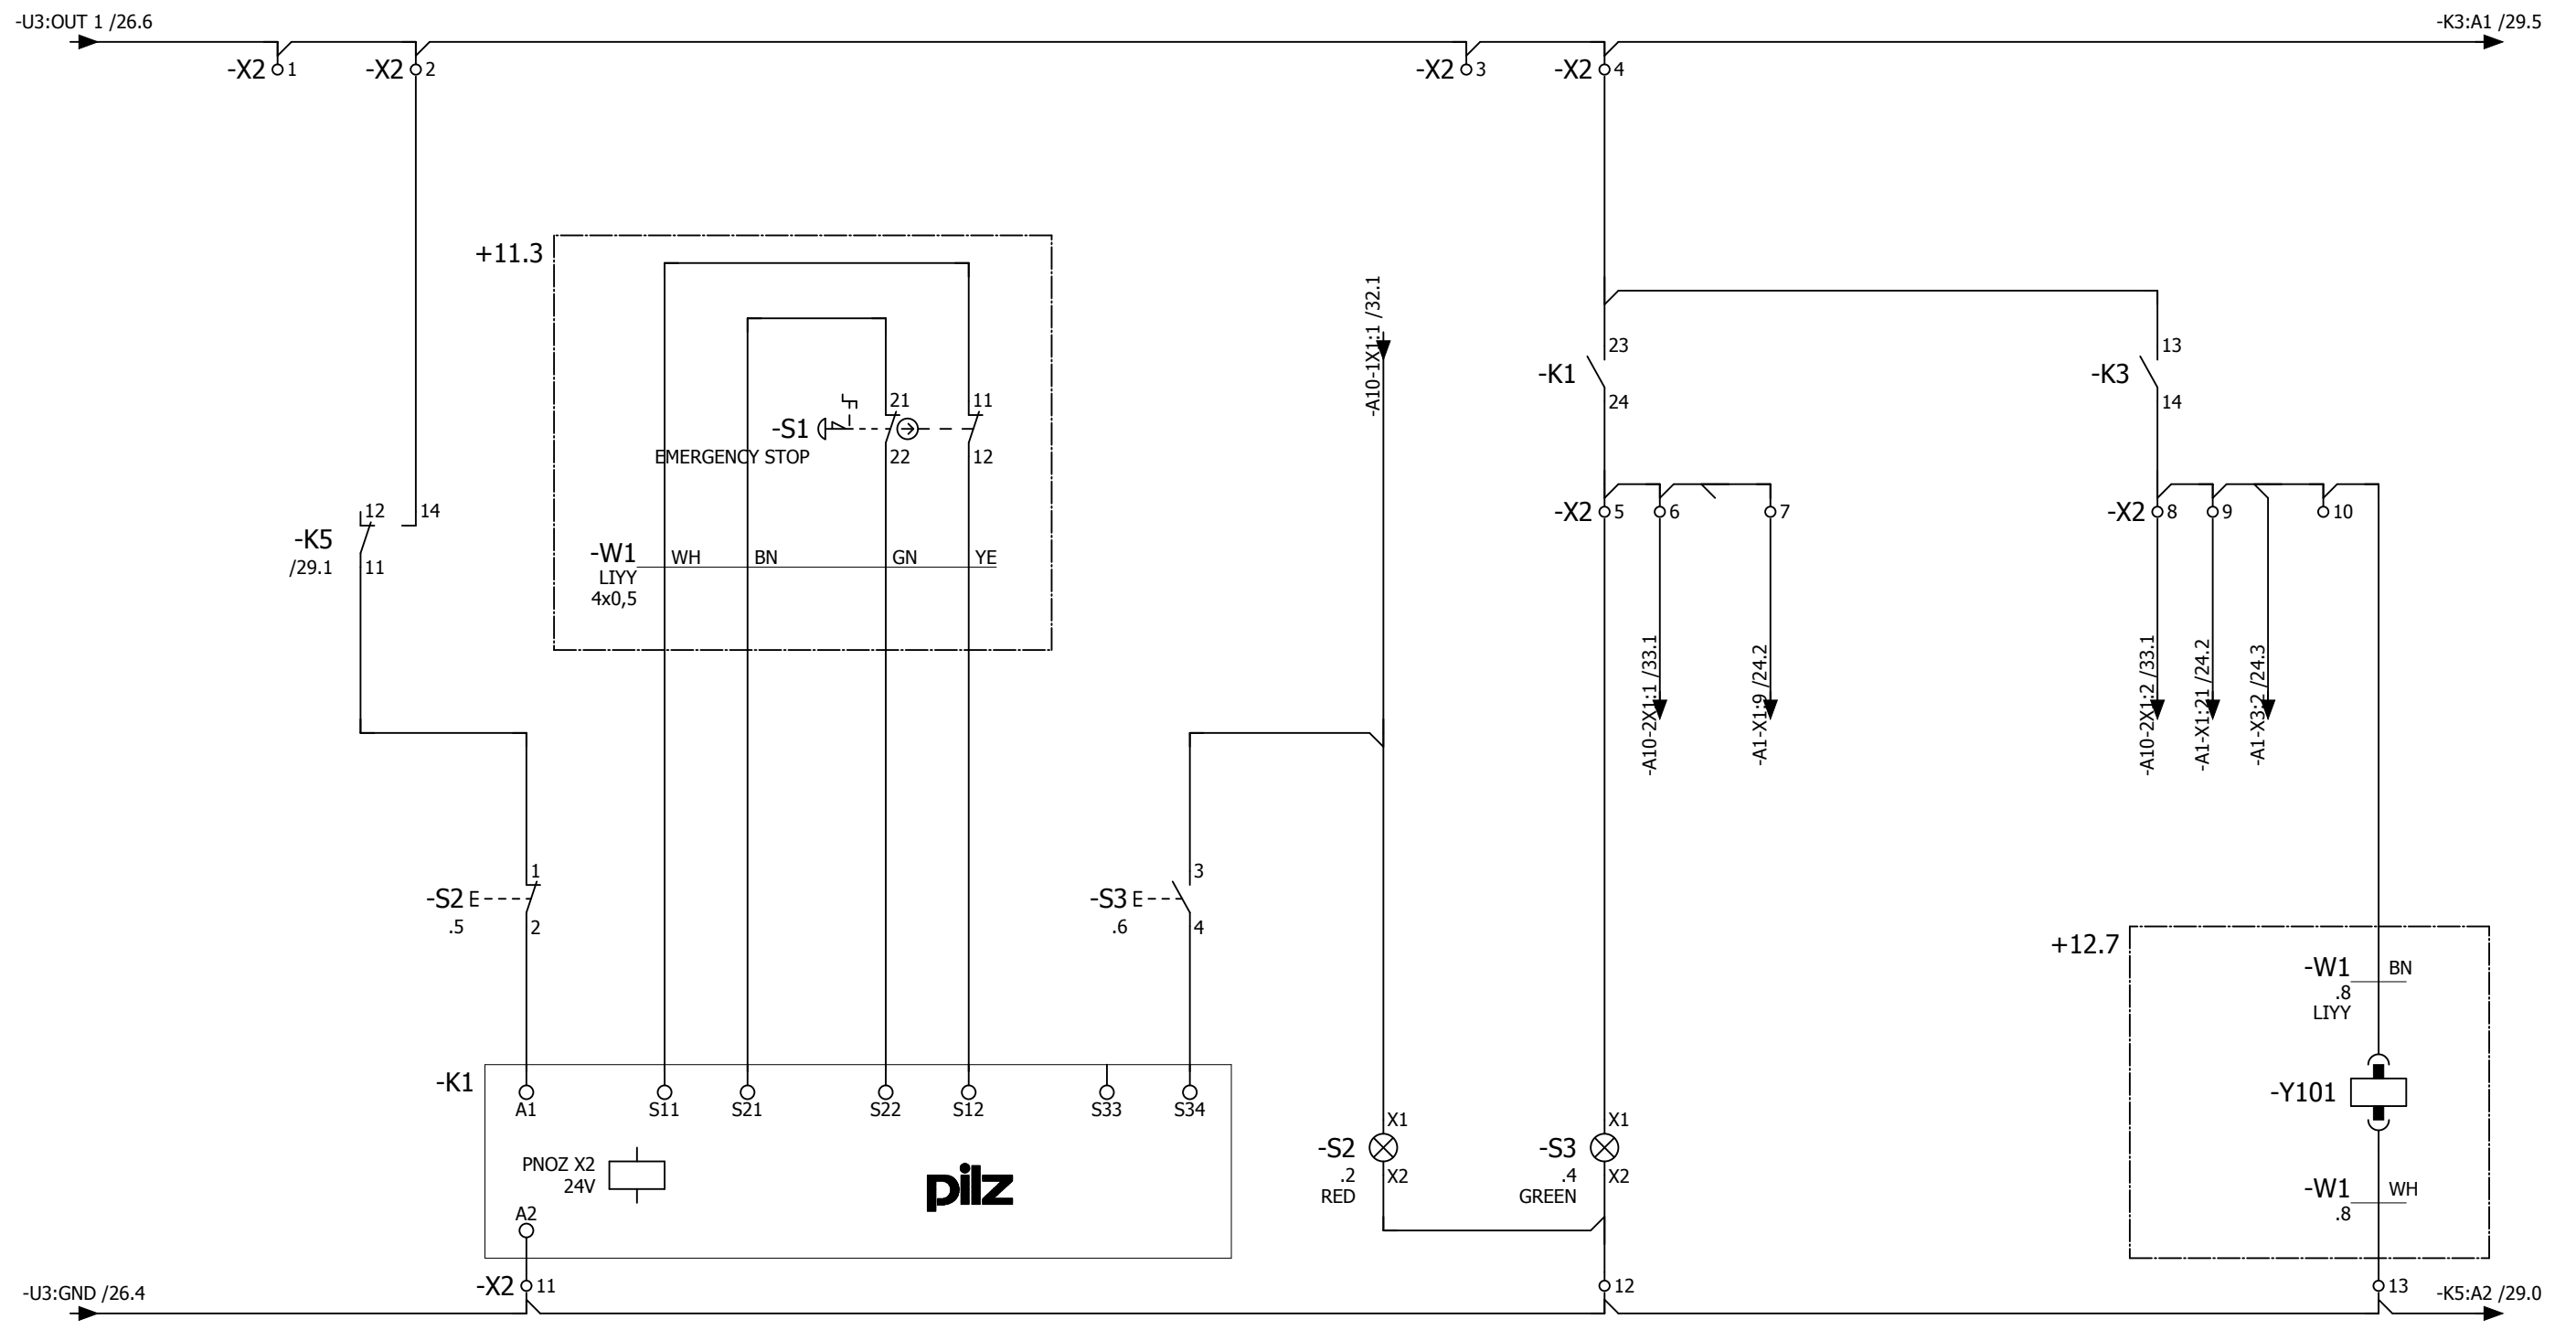 -U3:OUT 1 /26.6
-K3:A1 /29.5
-X2 1
-X2 2
-X2 3
-X2 4
+11.3
-A10-1X1:1 /32.1
23
13
-K1
-K3
24
14
21
11
-S1
EMERGENCY STOP
22
12
12
14
-K5
/29.1
11
-X2 5
6
7
-X2 8
9
10
-W1
WH
BN
GN
YE
LIYY
4x0,5
-A10-2X1:1 /33.1
-A1-X1:9 /24.2
-A10-2X1:2 /33.1
-A1-X1:21 /24.2
-A1-X3:2 /24.3
1
-S2 E
.5
2
3
-S3 E
.6
4
+12.7
-W1
BN
.8
LIYY
-K1
A1
S11
S21
S22
S12
S33
S34
-Y101
X1
X1
-S2
.2
RED
X2
-S3
.4
GREEN
X2
PNOZ X2
24V
pilz
-W1
WH
.8
A2
-X2 11
12
13
-U3:GND /26.4
-K5:A2 /29.0